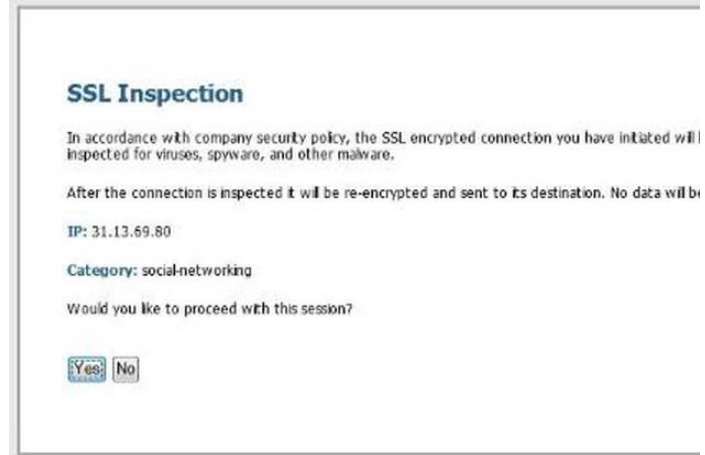 SSL Inspection
In accordance with company security policy, the SSL encrypted connection you have initiated will
inspected for viruses, spyware, and other malware.
After the connection is inspected it will be re-encrypted and sent to its destination. No data will be
IP: 31.13.69.80
Category: social-networking
Would you like to proceed with this session?
Yes No